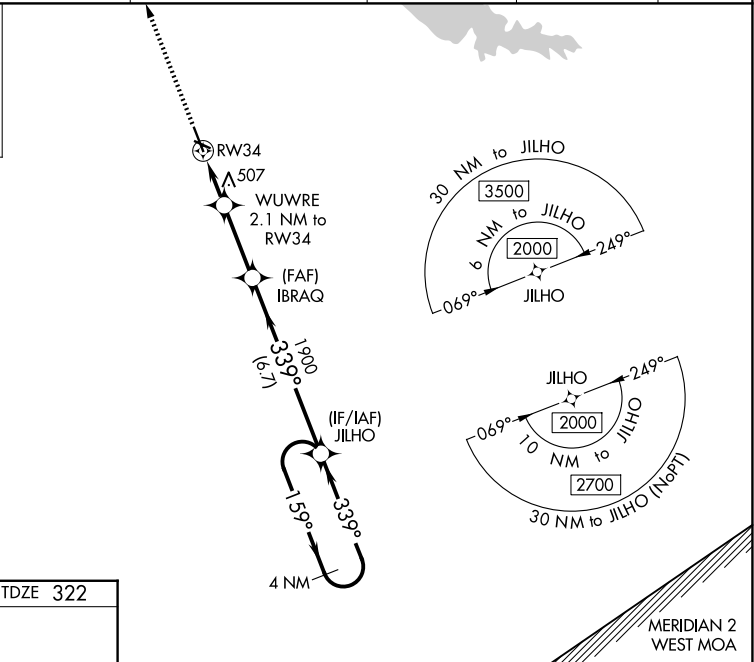 RW34
507
WUWRE
2.1 NM to
RW34
(FAF)
IBRAQ
1900
339°
(6.7)
(IF/IAF)
JILHO
159°
339°
4 NM
30 NM to JILHO
3500
6 NM to JILHO
2000
249°
069°
JILHO
JILHO
249°
069°
2000
10 NM to JILHO
2700
30 NM to JILHO (NoPT)
TDZE 322
MERIDIAN 2
WEST MOA